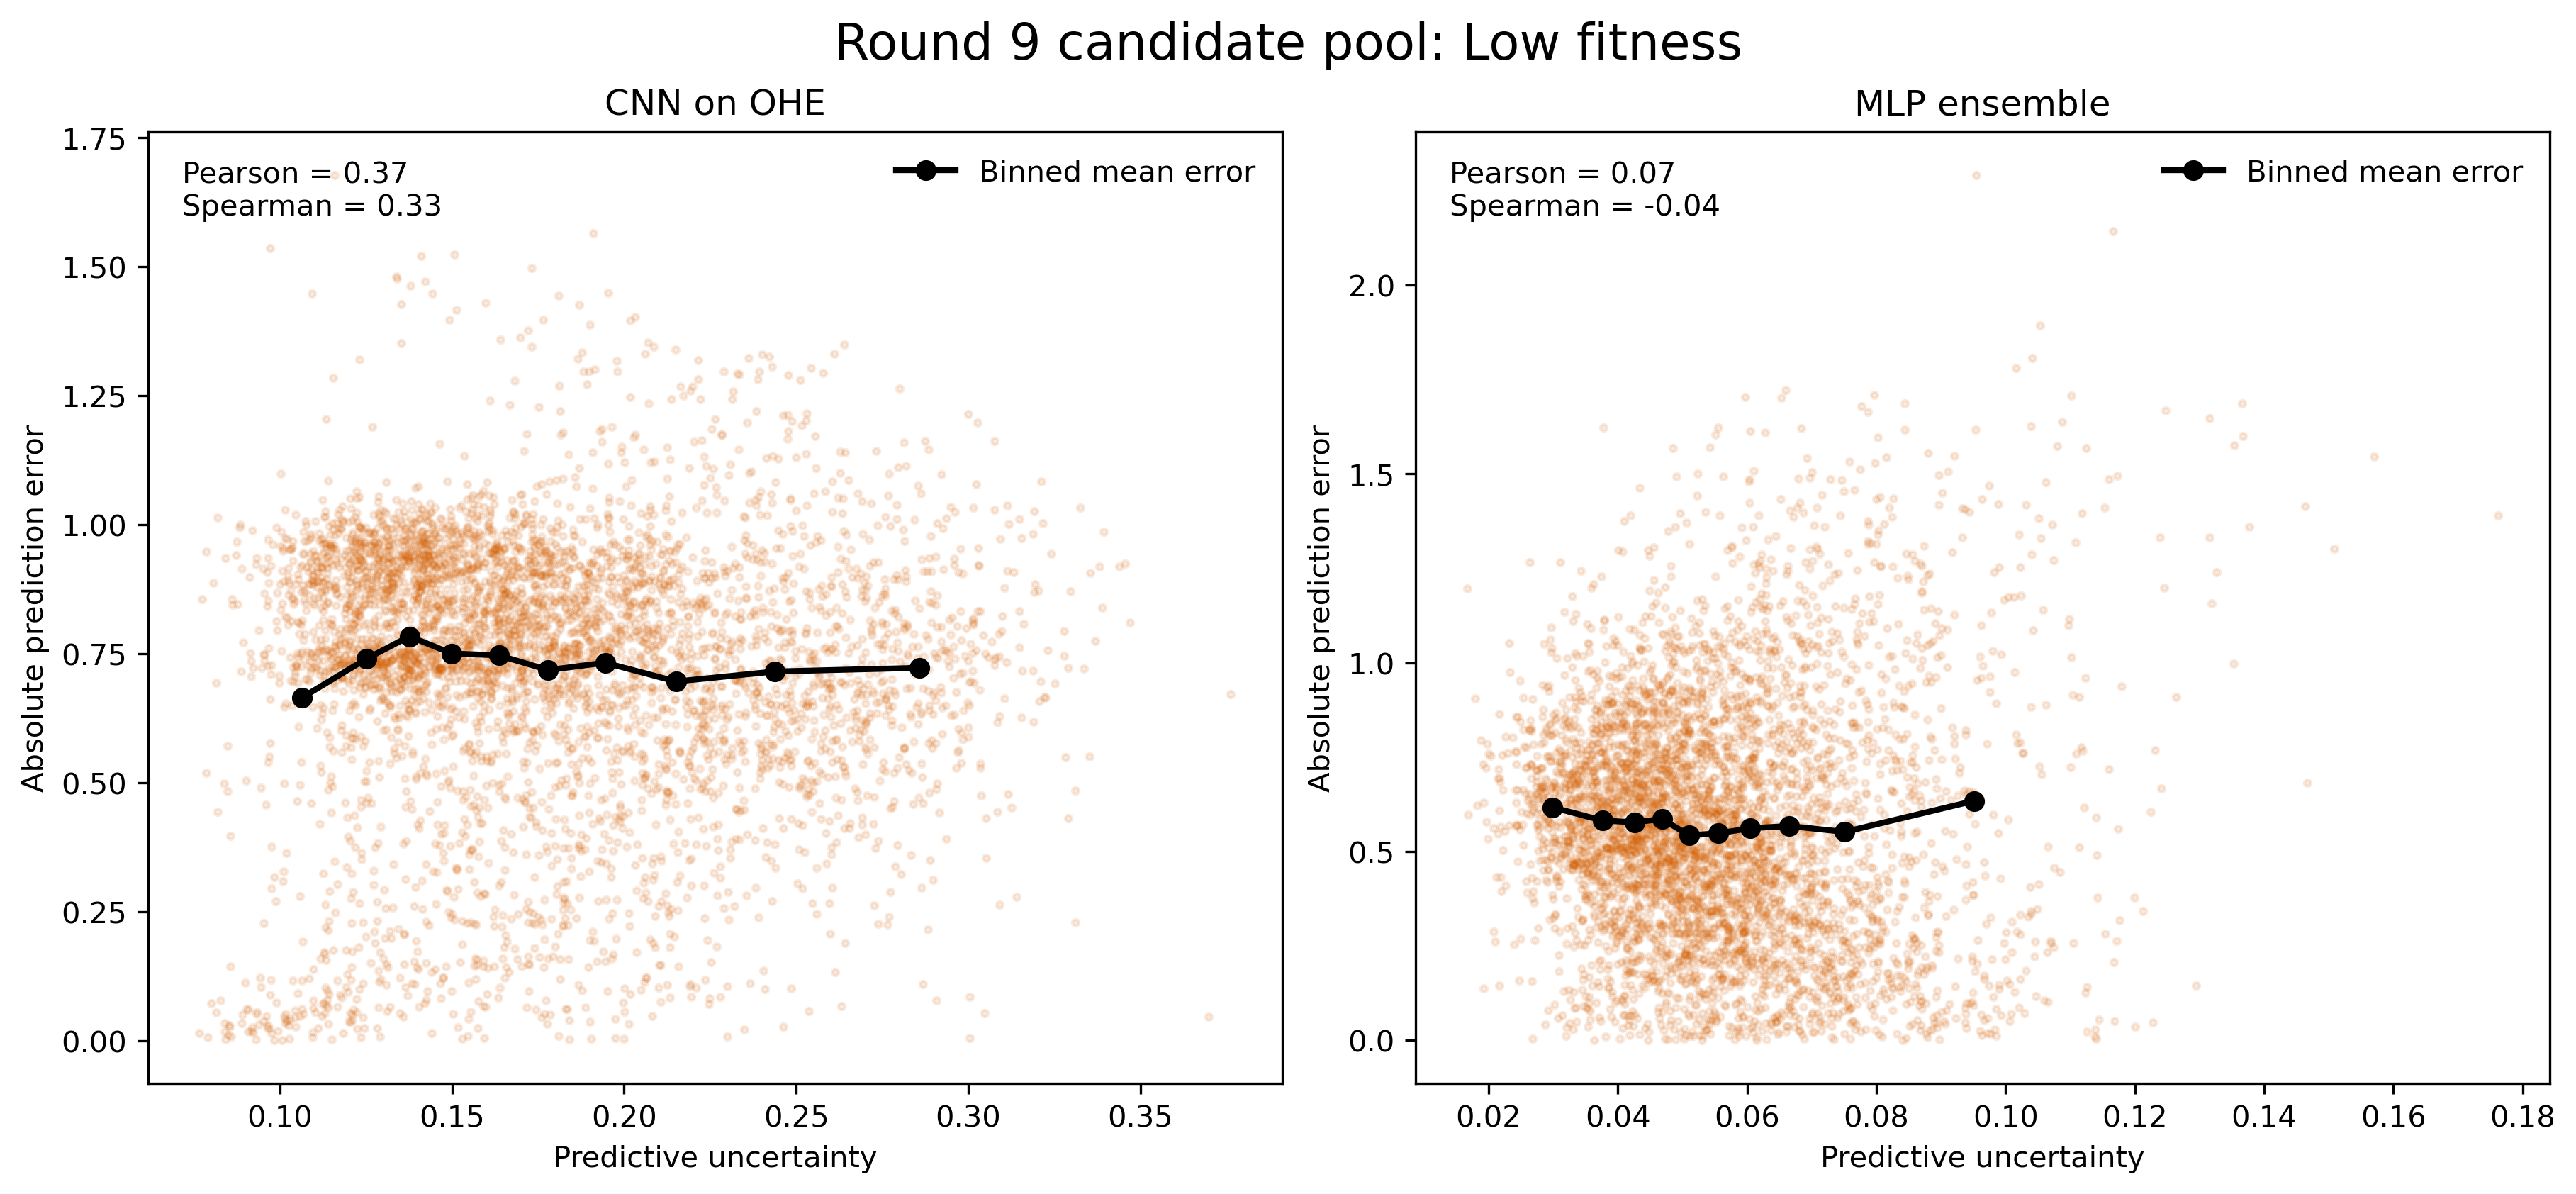 Round 9 candidate pool: Low fitness
CNN on OHE
Pearson = 0.37
Spearman = 0.33
Binned mean error
Absolute prediction error
1.75
1.50
1.25
1.00
0.75
0.50
0.25
0.00
0.10
0.15
0.20
0.25
0.30
0.35
Predictive uncertainty
MLP ensemble
Pearson = 0.07
Spearman = -0.04
Binned mean error
Absolute prediction error
2.0
1.5
1.0
0.5
0.0
0.02
0.04
0.06
0.08
0.10
0.12
0.14
0.16
0.18
Predictive uncertainty